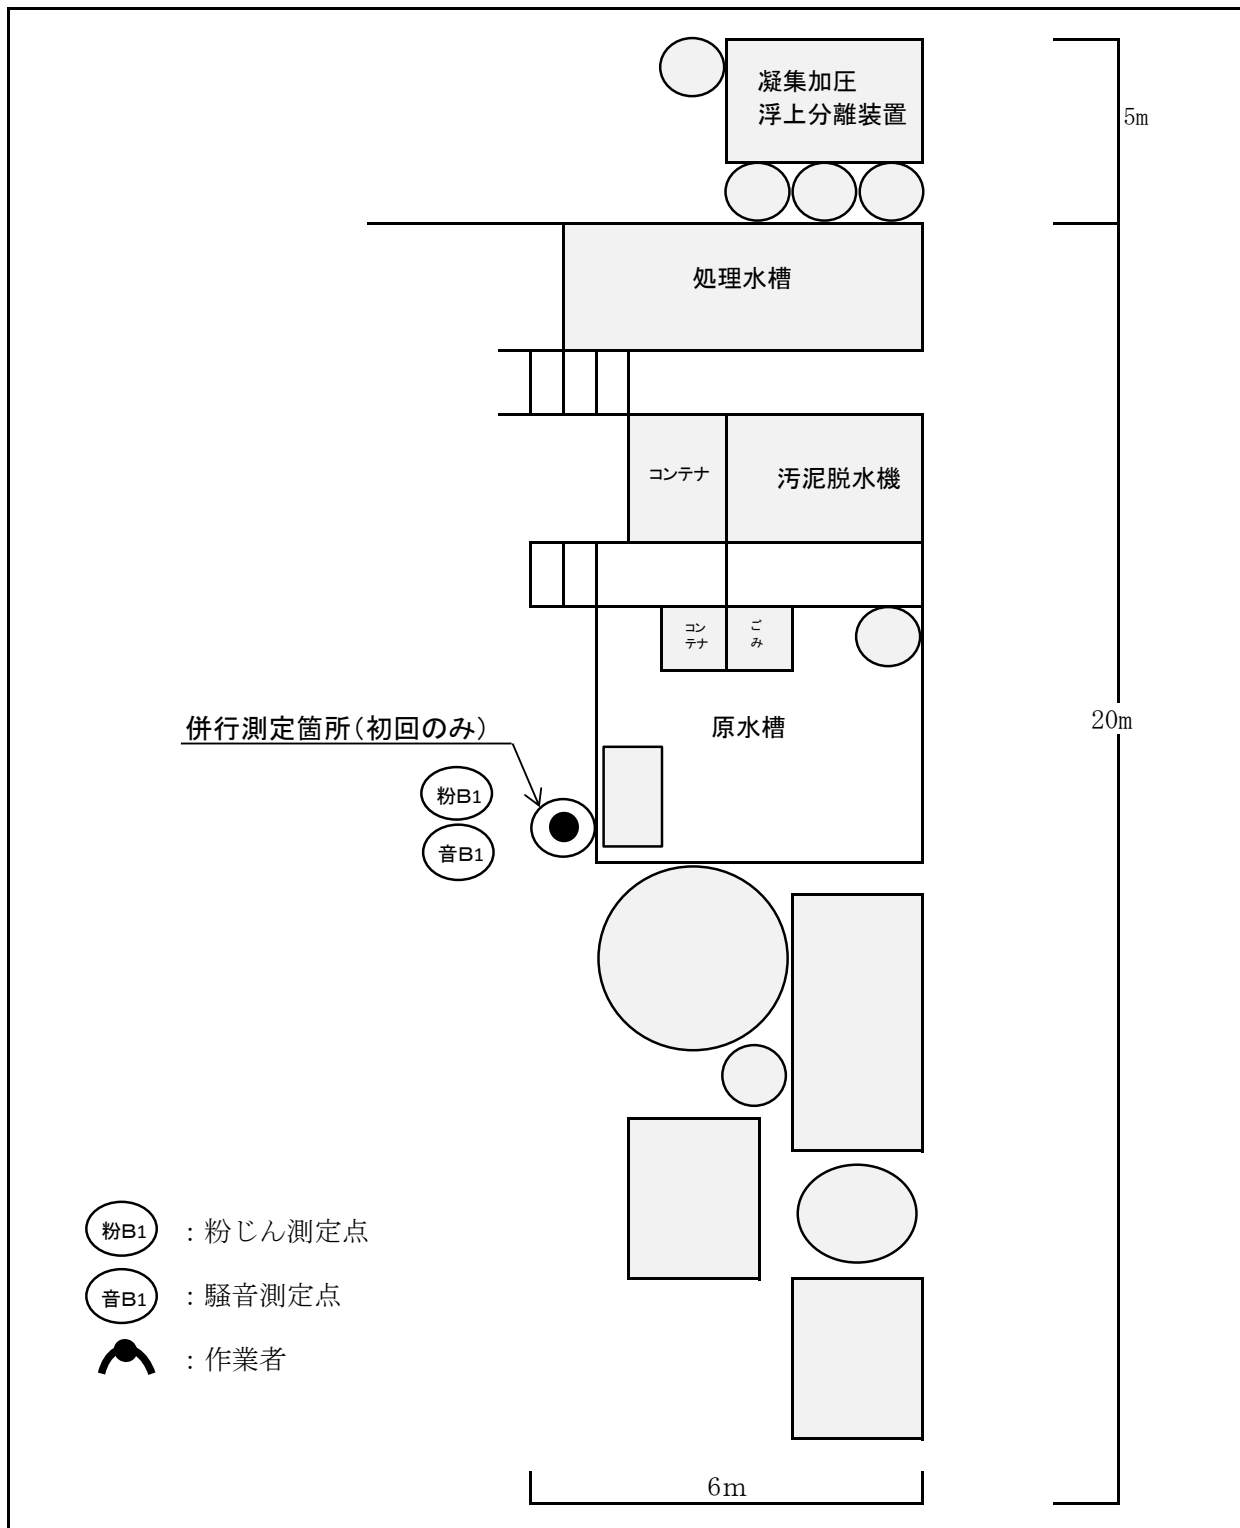 凝集加圧
浮上分離装置
5m
処理水槽
コンテナ
汚泥脱水機
コン
テナ
ご
み
併行測定箇所(初回のみ)
原水槽
20m
粉B1
音B1
粉B1
：粉じん測定点
音B1
：騒音測定点
：作業者
6m